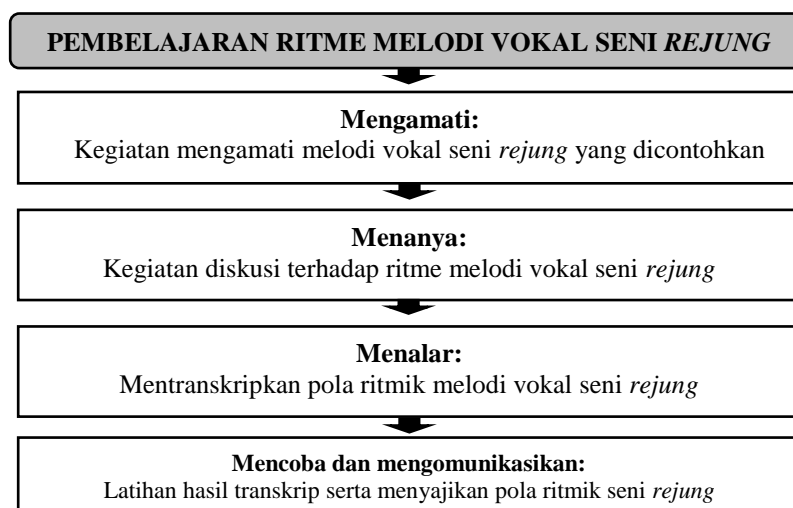 PEMBELAJARAN RITME MELODI VOKAL SENI REJUNG
Mengamati:
Kegiatan mengamati melodi vokal seni rejung yang dicontohkan
Menanya:
Kegiatan diskusi terhadap ritme melodi vokal seni rejung
Menalar:
Mentranskripkan pola ritmik melodi vokal seni rejung
Mencoba dan mengomunikasikan:
Latihan hasil transkrip serta menyajikan pola ritmik seni rejung